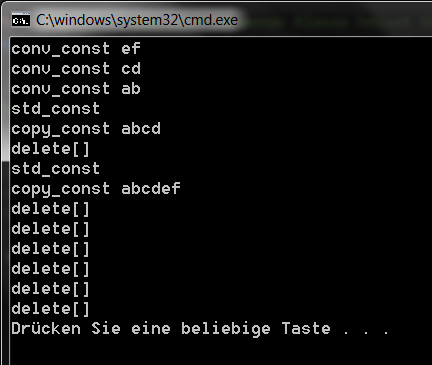 C:\windows\system32\cmd.exe
conv_const ef
conv_const cd
conv_const ab
std_const
copy_const abcd
delete[]
std_const
copy_const abcdef
delete[]
delete[]
delete[]
delete[]
delete[]
delete[]
Drücken Sie eine beliebige Taste . . .